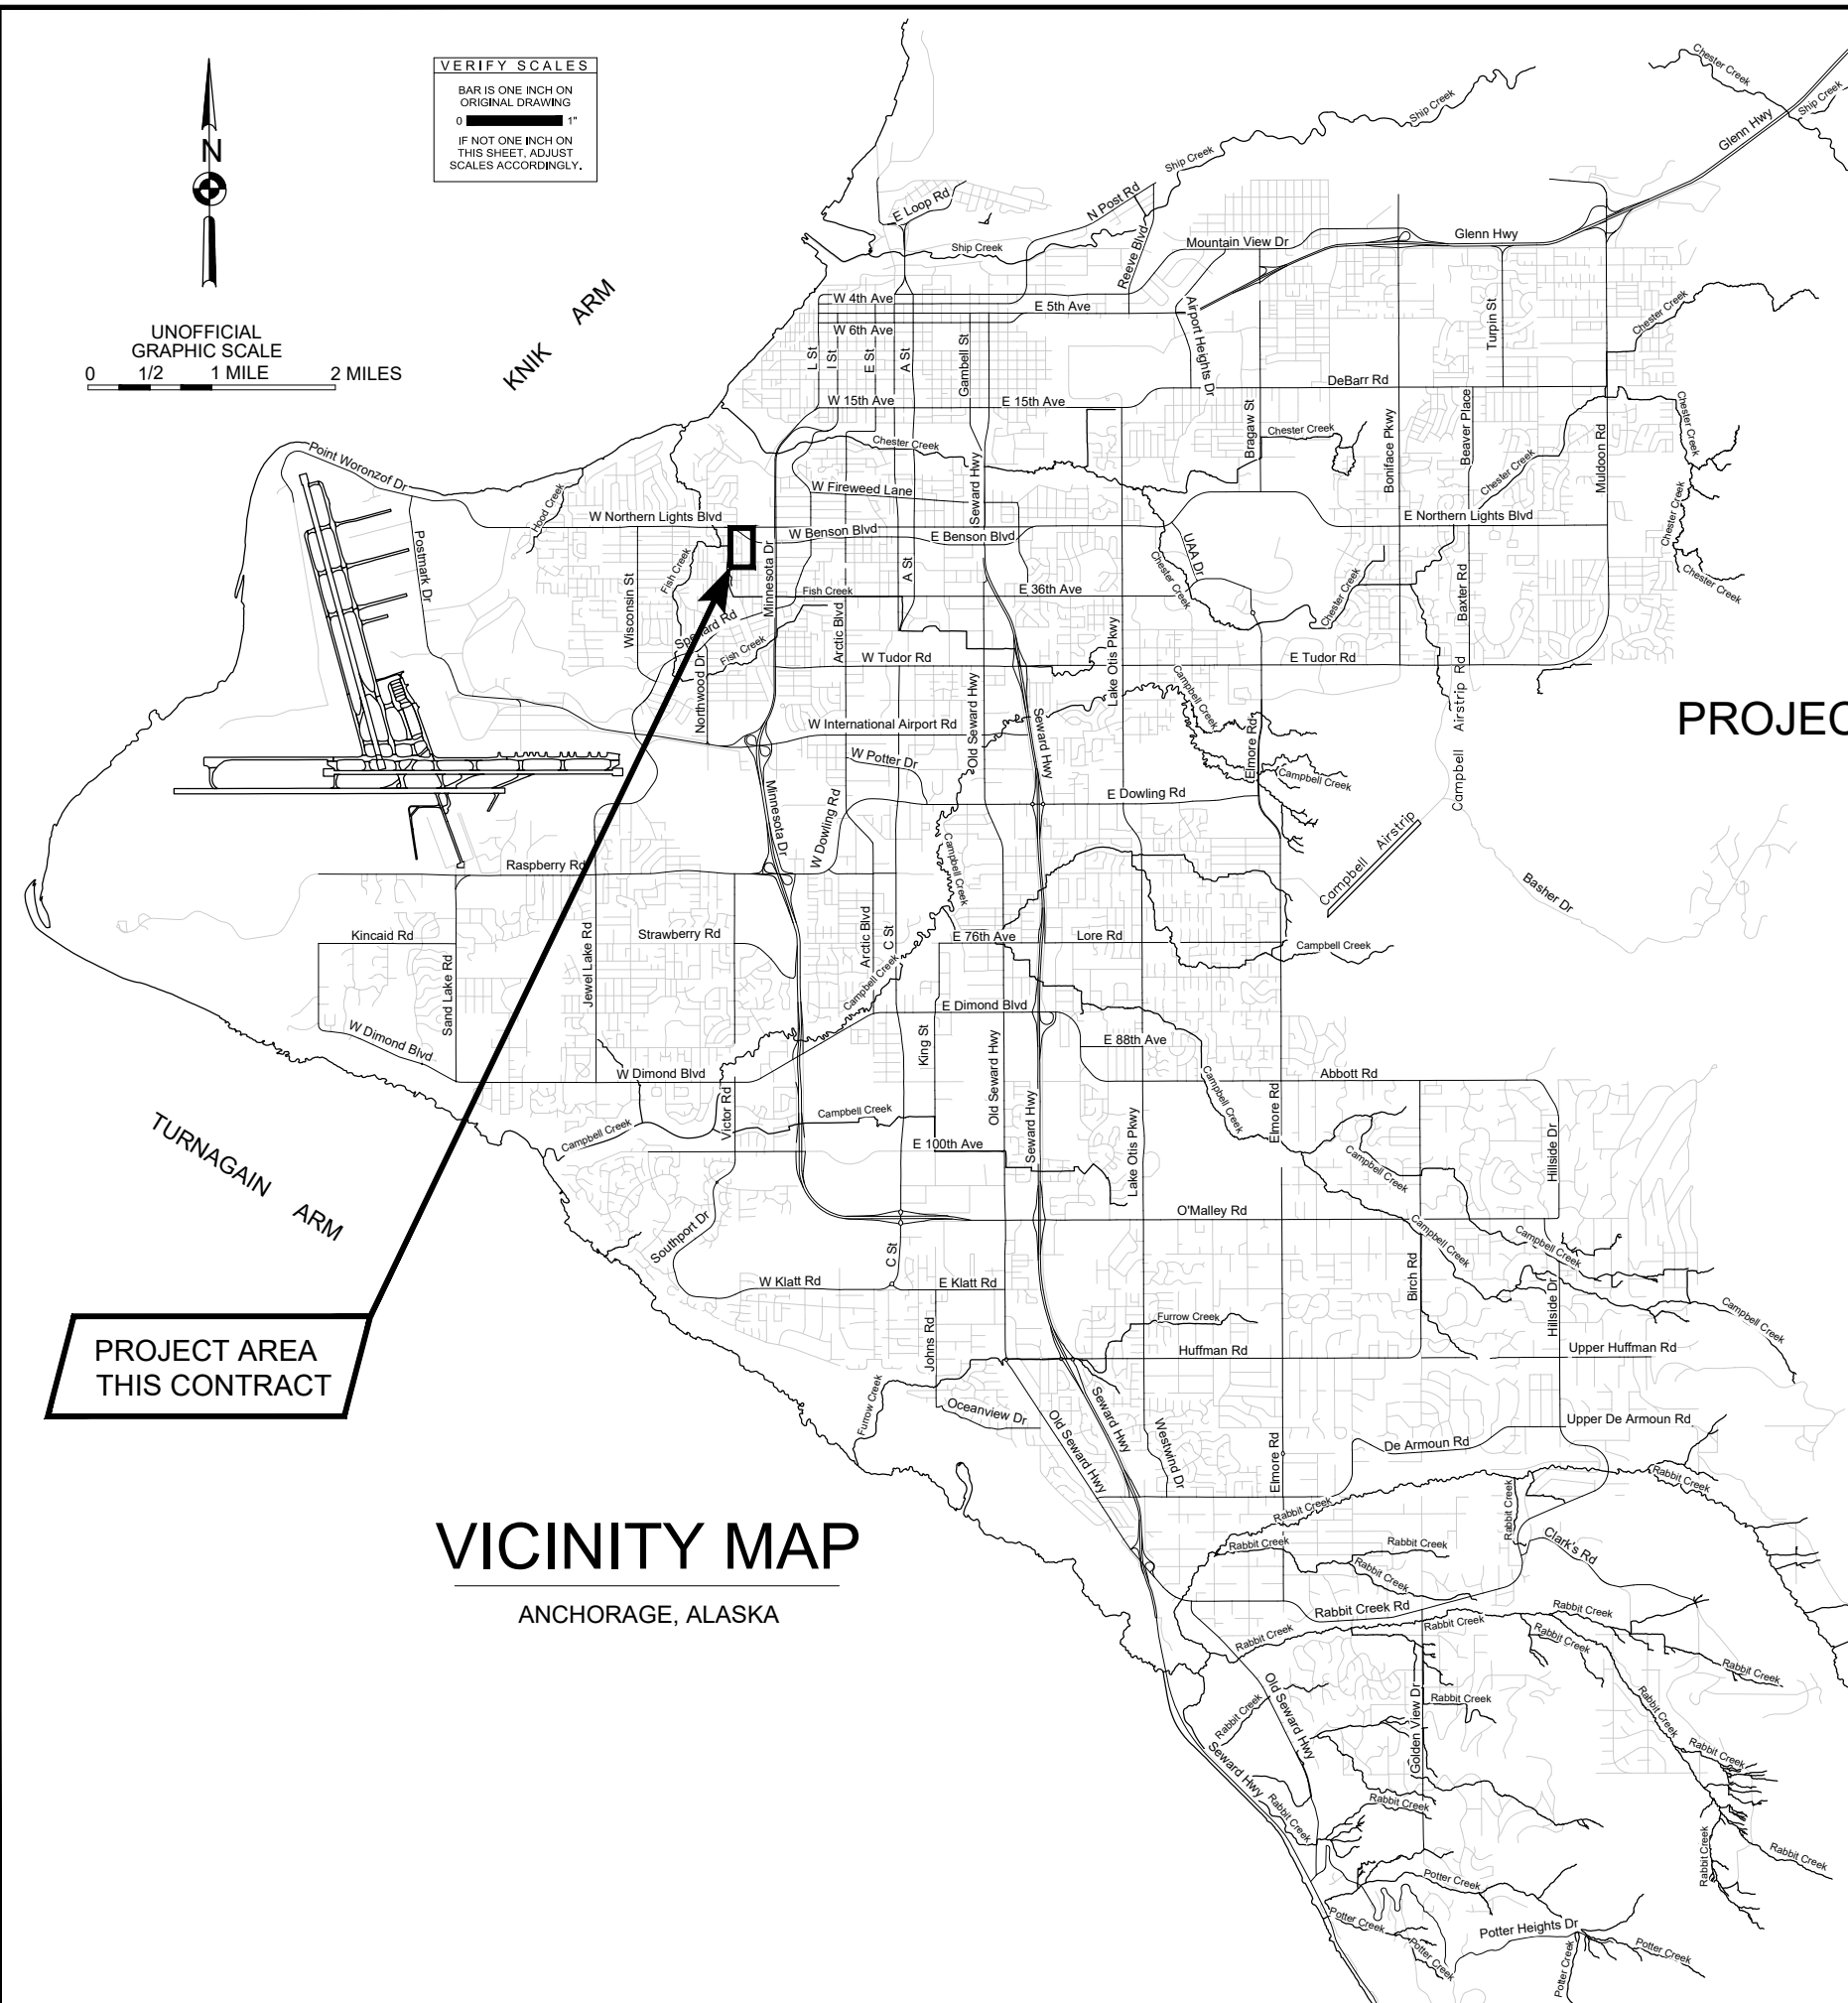 VERIFY SCALES
BAR IS ONE INCH ON
ORIGINAL DRAWING
0 1"
IF NOT ONE INCH ON
THIS SHEET, ADJUST
SCALES ACCORDINGLY.
N
UNOFFICIAL
GRAPHIC SCALE
0 1/2 1 MILE 2 MILES
KNIK ARM
Chester Creek
Ship Creek
Glenn Hwy
Ship Creek
Ship Creek
E Loop Rd
N Post Rd
Ship Creek
Reeve Blvd
Mountain View Dr
Glenn Hwy
W 4th Ave
E 5th Ave
W 6th Ave
Airport Heights Dr
Turpin St
Chester Creek
L St
I St
E St
A St
Gambell St
DeBarr Rd
W 15th Ave
E 15th Ave
Bragaw St
Chester Creek
Boniface Pkwy
Beaver Place
Muldoon Rd
Chester Creek
Chester Creek
Chester Creek
Point Woronzof Dr
Hood Creek
W Fireweed Lane
Seward Hwy
W Northern Lights Blvd
E Northern Lights Blvd
Chester Creek
W Benson Blvd
E Benson Blvd
Postmark Dr
Wisconsin St
Fish Creek
Minnesota Dr
A St
UAA Dr
Chester Creek
Chester Creek
Baxter Rd
Chester Creek
Fish Creek
E 36th Ave
Spenard Rd
Fish Creek
Arctic Blvd
Northwood Dr
W Tudor Rd
E Tudor Rd
Lake Otis Pkwy
Campbell Creek
Old Seward Hwy
Seward Hwy
W International Airport Rd
Elmore Rd
Campbell Airstrip Rd
PROJEC
W Potter Dr
Campbell Creek
Minnesota Dr
E Dowling Rd
W Dowling Rd
Campbell Creek
Campbell Airstrip
Raspberry Rd
Basher Dr
Kincaid Rd
Strawberry Rd
Jewel Lake Rd
Sand Lake Rd
Arctic Blvd
C St
E 76th Ave
Lore Rd
Campbell Creek
Campbell Creek
E Dimond Blvd
W Dimond Blvd
King St
Old Seward Hwy
E 88th Ave
W Dimond Blvd
Abbott Rd
Campbell Creek
Victor Rd
Campbell Creek
Seward Hwy
Lake Otis Pkwy
Elmore Rd
Hillside Dr
Campbell Creek
E 100th Ave
Campbell Creek
TURNAGAIN ARM
O'Malley Rd
Campbell Creek
Campbell Creek
Southport Dr
C St
W Klatt Rd
E Klatt Rd
Birch Rd
Hillside Dr
Campbell Creek
Furrow Creek
Johns Rd
Huffman Rd
Upper Huffman Rd
PROJECT AREA
THIS CONTRACT
Furrow Creek
Oceanview Dr
Old Seward Hwy
Seward Hwy
Westwind Dr
Elmore Rd
De Armoun Rd
Upper De Armoun Rd
Rabbit Creek
Rabbit Creek
Rabbit Creek
VICINITY MAP
ANCHORAGE, ALASKA
Rabbit Creek
Rabbit Creek
Rabbit Creek
Clark's Rd
Rabbit Creek Rd
Rabbit Creek
Rabbit Creek
Rabbit Creek
Rabbit Creek
Rabbit Creek
Old Seward Hwy
Rabbit Creek
Golden View Dr
Rabbit Creek
Rabbit Creek
Rabbit Creek
Seward Hwy
Rabbit Creek
Rabbit Creek
Rabbit Creek
Rabbit Creek
Potter Creek
Potter Creek
Potter Heights Dr
Potter Creek
Potter Creek
Potter Creek